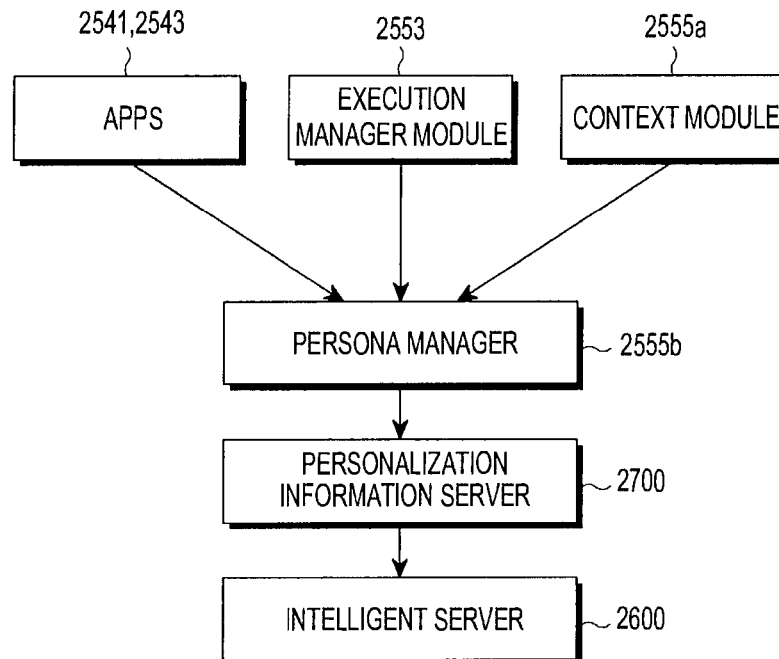 2541,2543
2553
2555a
APPS
EXECUTION
MANAGER MODULE
CONTEXT MODULE
PERSONA MANAGER
2555b
PERSONALIZATION
INFORMATION SERVER
2700
INTELLIGENT SERVER
2600